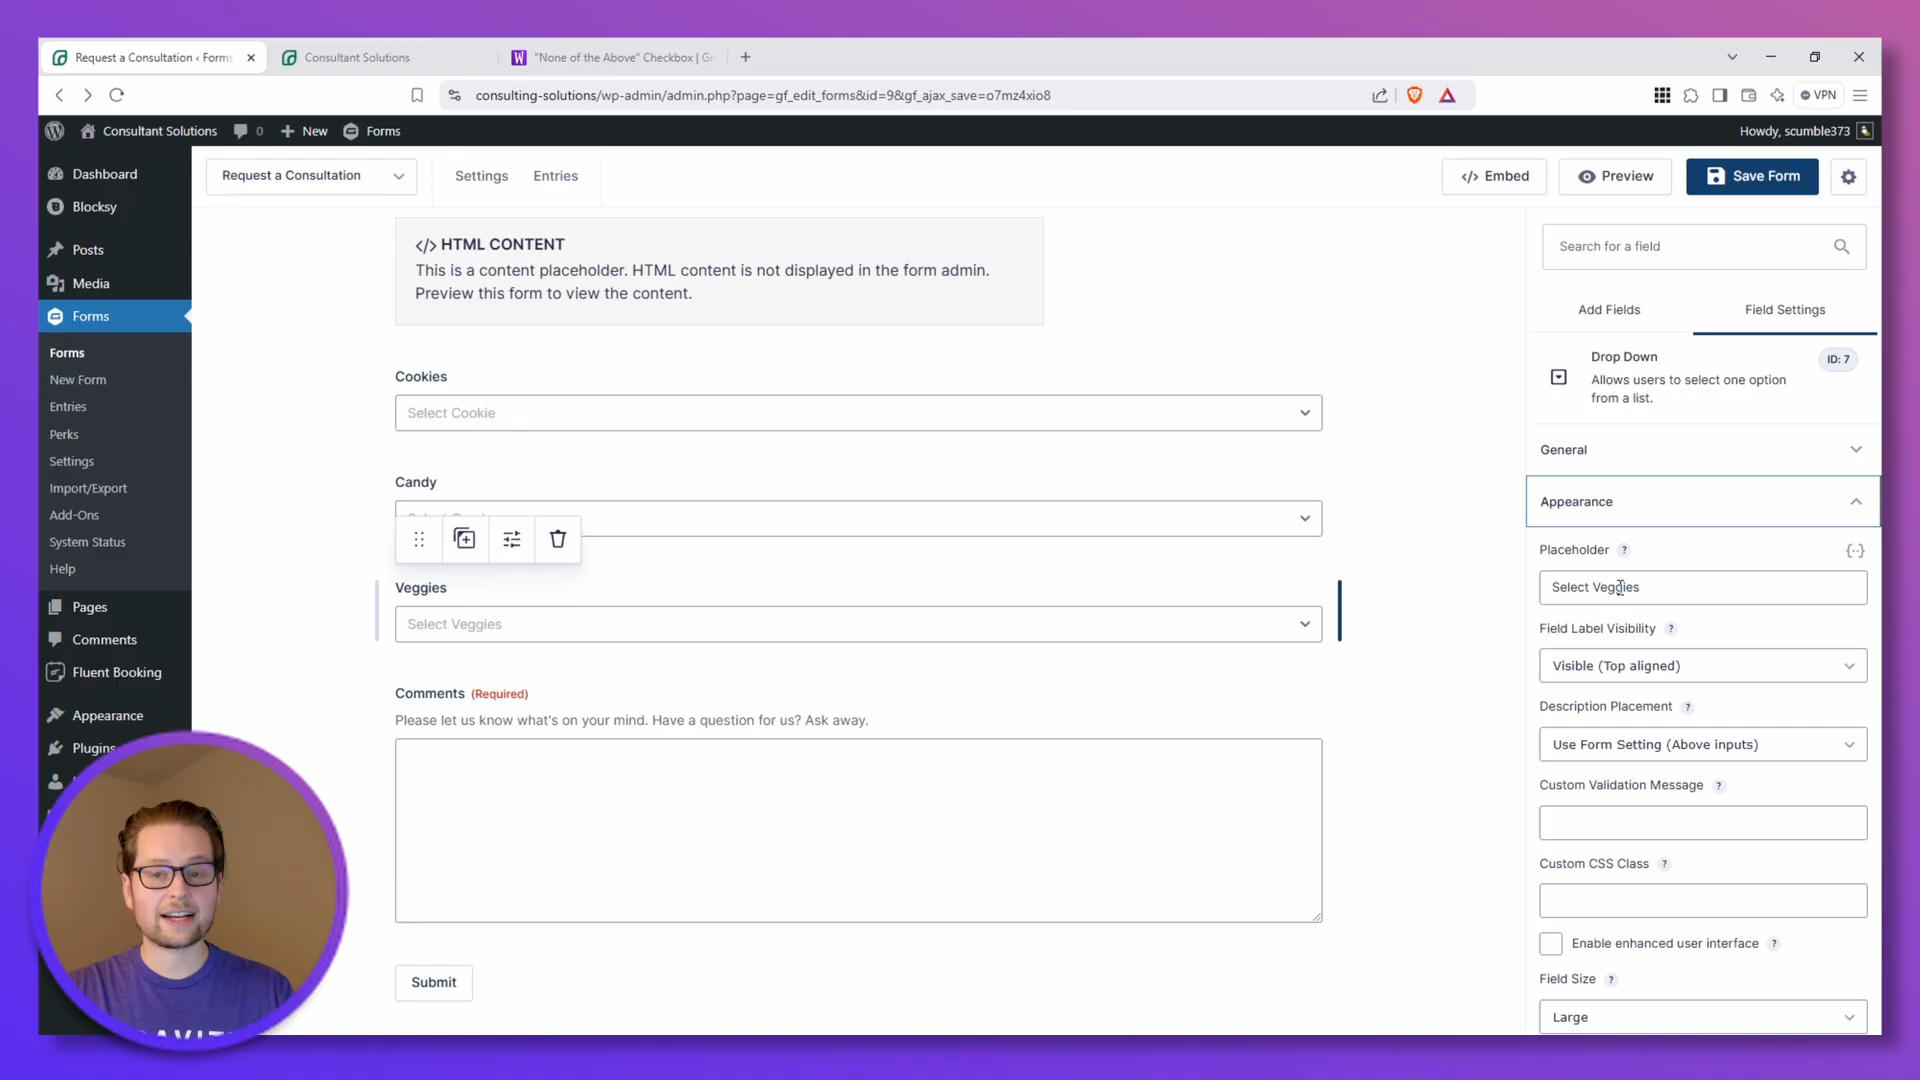 Request a Consultation ‹ Forms
Consultant Solutions
"None of the Above" Checkbox | Gr
consulting-solutions/wp-admin/admin.php?page=gf_edit_forms&id=9&gf_ajax_save=o7mz4xio8
VPN
Consultant Solutions
0
New
Forms
Howdy, scumble373
Dashboard
Blocksy
Posts
Media
Forms
Forms
New Form
Entries
Perks
Settings
Import/Export
Add-Ons
System Status
Help
Pages
Comments
Fluent Booking
Appearance
Plugins
Request a Consultation
Settings
Entries
</> Embed
Preview
Save Form
</> HTML CONTENT
This is a content placeholder. HTML content is not displayed in the form admin.
Preview this form to view the content.
Cookies
Select Cookie
Candy
Veggies
Select Veggies
Comments (Required)
Please let us know what's on your mind. Have a question for us? Ask away.
Submit
Search for a field
Add Fields
Field Settings
Drop Down
ID: 7
Allows users to select one option
from a list.
General
Appearance
Placeholder ?
Select Veggies
Field Label Visibility ?
Visible (Top aligned)
Description Placement ?
Use Form Setting (Above inputs)
Custom Validation Message ?
Custom CSS Class ?
Enable enhanced user interface ?
Field Size ?
Large